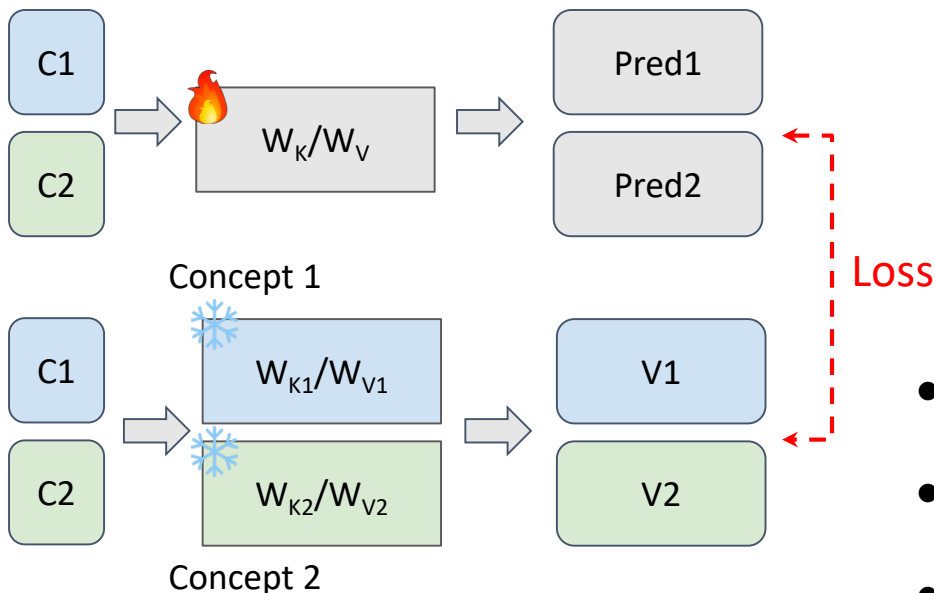 C1
Pred1
W_K/W_V
C2
Pred2
Loss
Concept 1
C1
W_K1/W_V1
V1
C2
W_K2/W_V2
V2
Concept 2